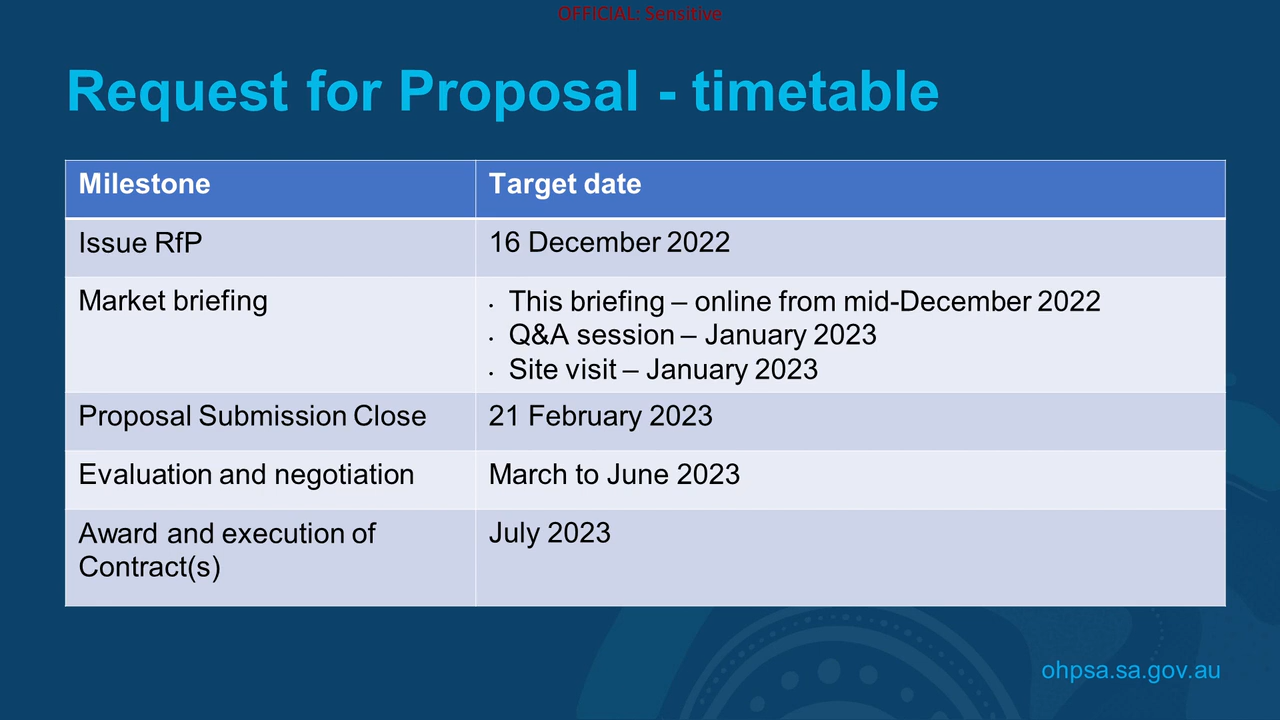 OFFICIAL: Sensitive
Request for Proposal - timetable
Milestone
Target date
Issue RfP
16 December 2022
Market briefing
• This briefing – online from mid-December 2022
• Q&A session – January 2023
• Site visit – January 2023
Proposal Submission Close
21 February 2023
Evaluation and negotiation
March to June 2023
Award and execution of
Contract(s)
July 2023
ohpsa.sa.gov.au